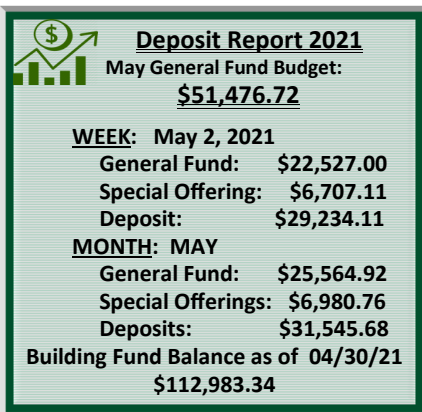 $
Deposit Report 2021
May General Fund Budget:
$51,476.72
WEEK: May 2, 2021
General Fund: $22,527.00
Special Offering: $6,707.11
Deposit: $29,234.11
MONTH: MAY
General Fund: $25,564.92
Special Offerings: $6,980.76
Deposits: $31,545.68
Building Fund Balance as of 04/30/21
$112,983.34